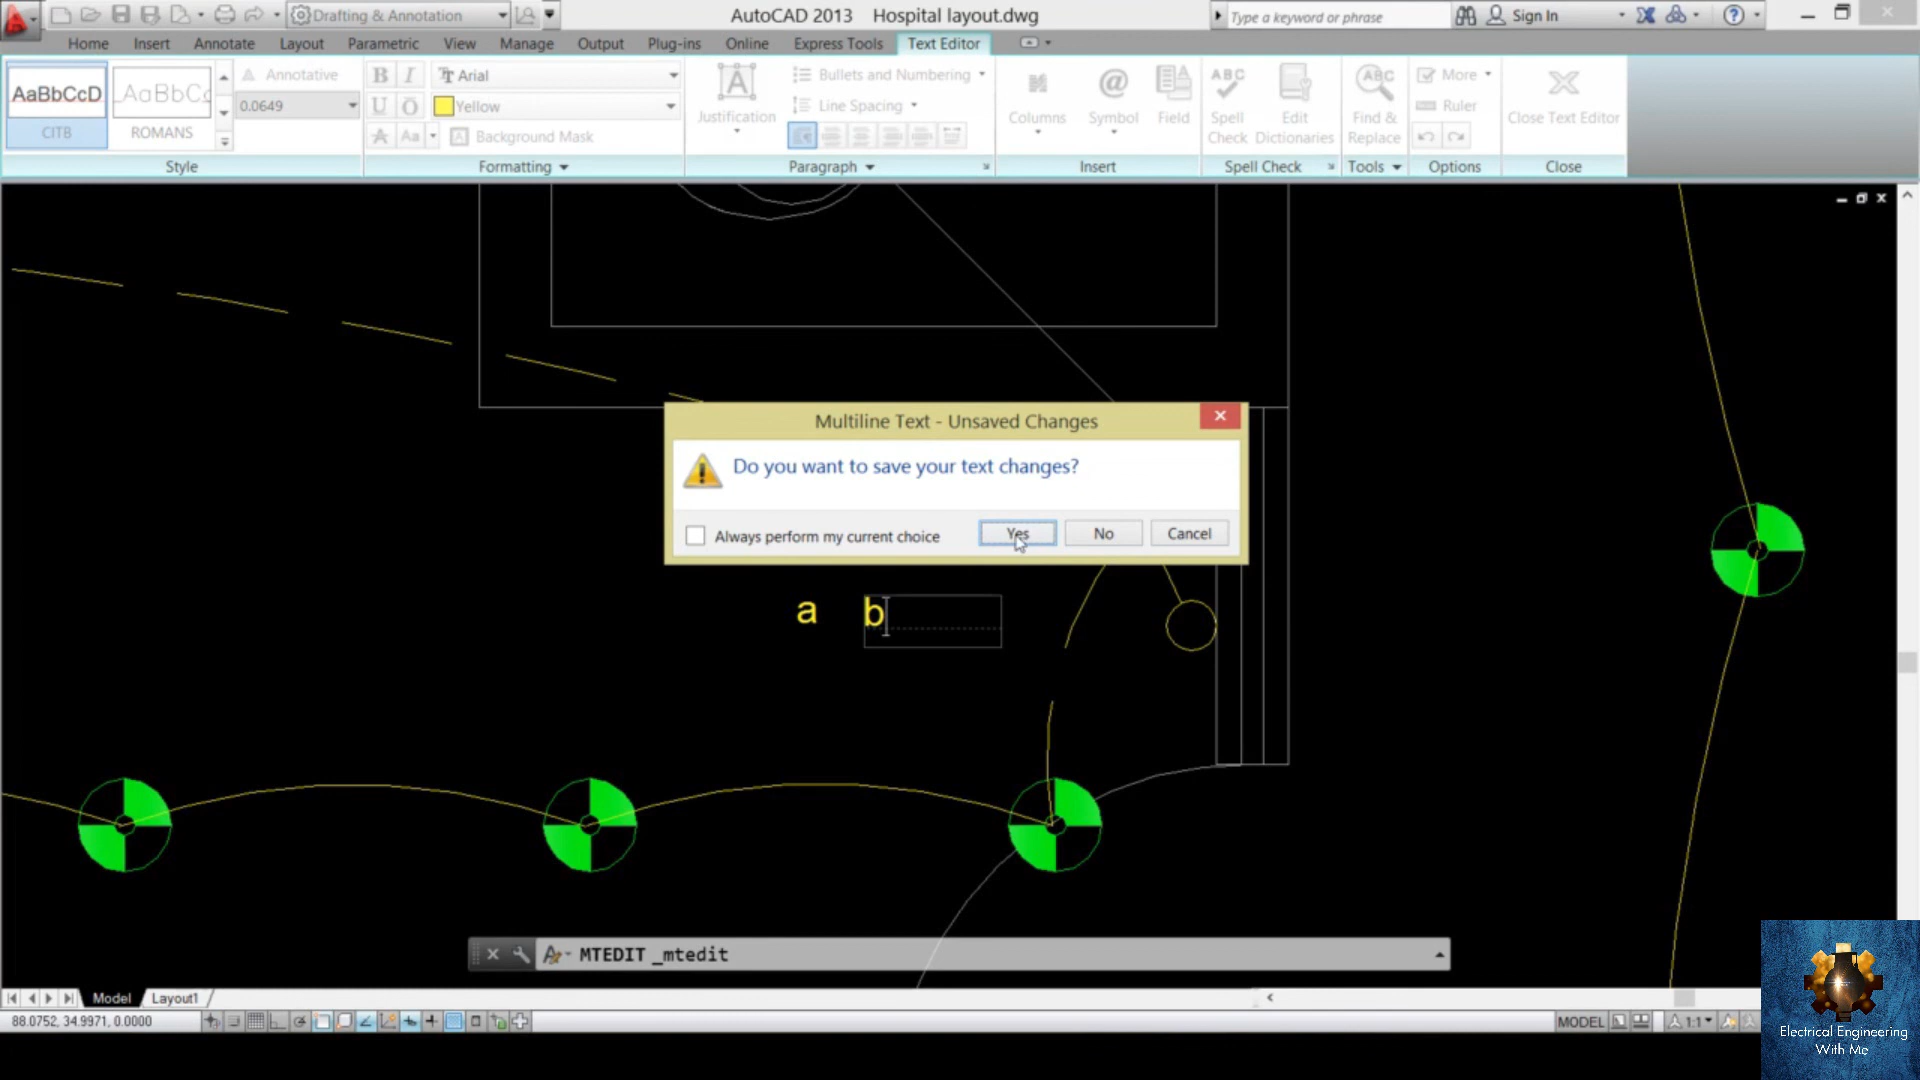 Drafting & Annotation
AutoCAD 2013 Hospital layout.dwg
Type a keyword or phrase
Sign In
Home Insert Annotate Layout Parametric View Manage Output Plug-ins Online Express Tools Text Editor
AaBbCcD
CITB
AaBbCc
ROMANS
Annotative
0.0649
Style
B I
Arial
U O
Yellow
A Aa
Background Mask
Formatting
A
Justification
Bullets and Numbering
Line Spacing
Paragraph
Columns
@
Symbol
Field
Insert
ABC
Spell
Check
Edit
Dictionaries
Spell Check
ABC
Find &
Replace
Tools
More
Ruler
Options
Close Text Editor
Close
Multiline Text - Unsaved Changes
Do you want to save your text changes?
Always perform my current choice
Yes
No
Cancel
a b
MTEDIT _mtedit
Model Layout1
88.0752, 34.9971, 0.0000
MODEL
1:1
Electrical Engineering
With Me